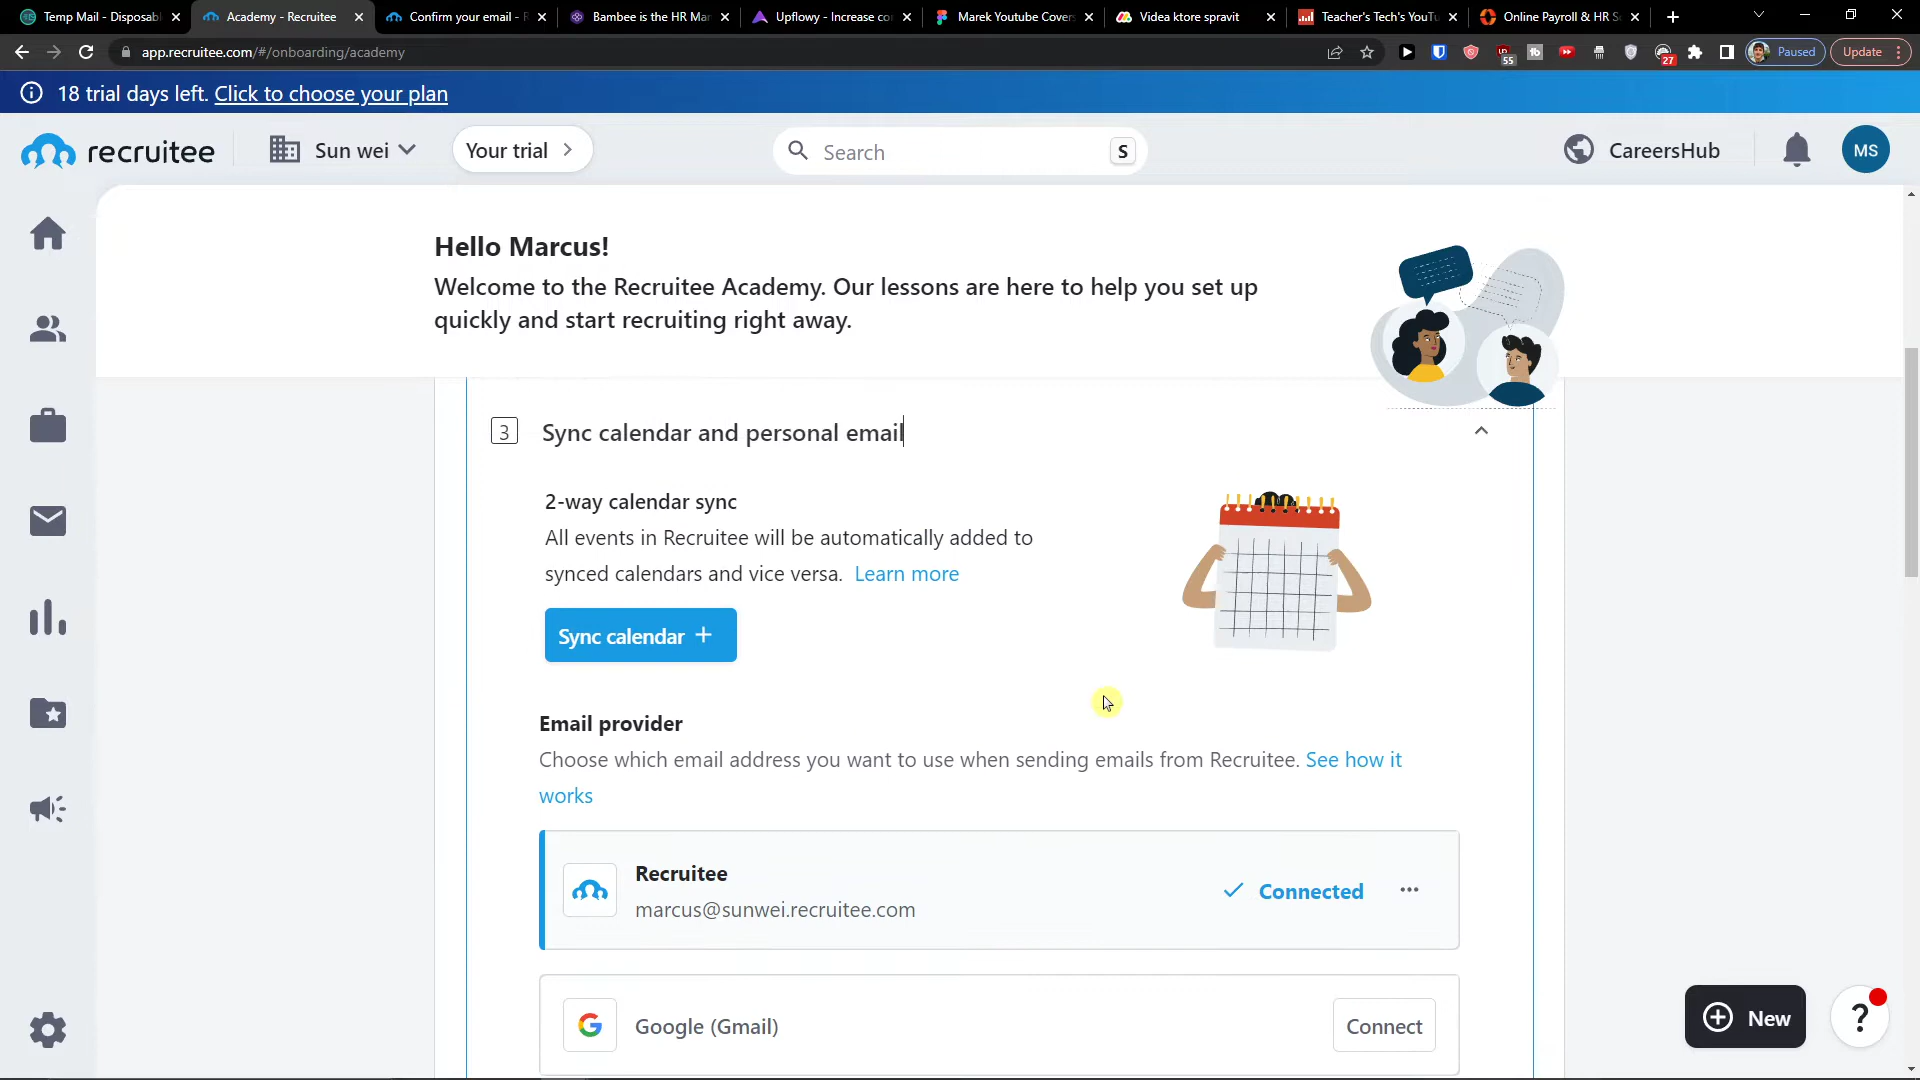 Temp Mail - Disposabl
Academy - Recruitee
Confirm your email - R
Bambee is the HR Man
Upflowy - Increase co
Marek Youtube Covers
Videa ktore spravit
Teacher's Tech's YouTu
Online Payroll & HR S
app.recruitee.com/#/onboarding/academy
55
27
Paused
Update
18 trial days left. Click to choose your plan
recruitee
Sun wei
Your trial
Search
S
CareersHub
MS
Hello Marcus!
Welcome to the Recruitee Academy. Our lessons are here to help you set up
quickly and start recruiting right away.
3
Sync calendar and personal email
2-way calendar sync
All events in Recruitee will be automatically added to
synced calendars and vice versa. Learn more
Sync calendar +
Email provider
Choose which email address you want to use when sending emails from Recruitee. See how it
works
Recruitee
marcus@sunwei.recruitee.com
Connected
Google (Gmail)
Connect
New
?